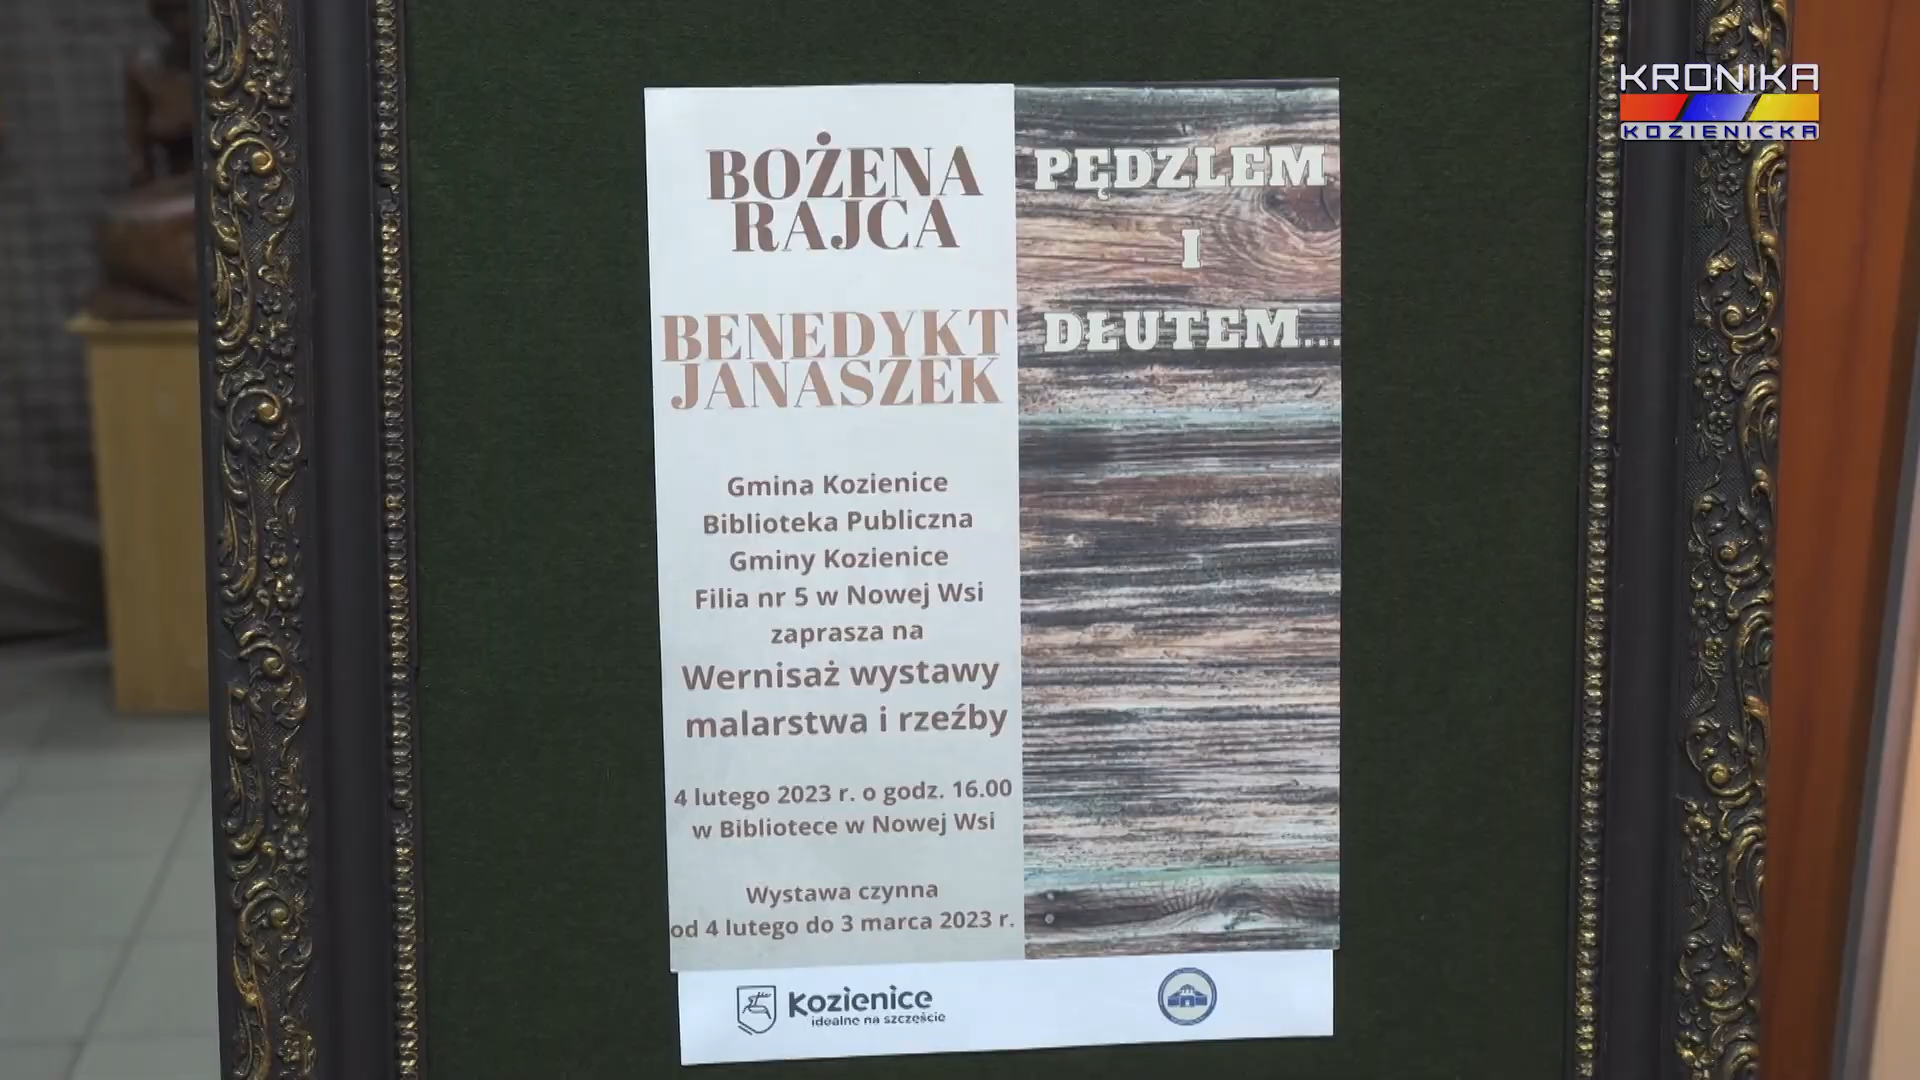 BOŻENA
RAJCA
BENEDYKT
JANASZEK
Gmina Kozienice
Biblioteka Publiczna
Gminy Kozienice
Filia nr 5 w Nowej Wsi
zaprasza na
Wernisaż wystawy
malarstwa i rzeźby
4 lutego 2023 r. o godz. 16.00
w Bibliotece w Nowej Wsi
Wystawa czynna
od 4 lutego do 3 marca 2023 r.
PĘDZLEM
I
DŁUTEM...
Kozienice
idealne na szczęście
KRONIKA
KOZIENICKA